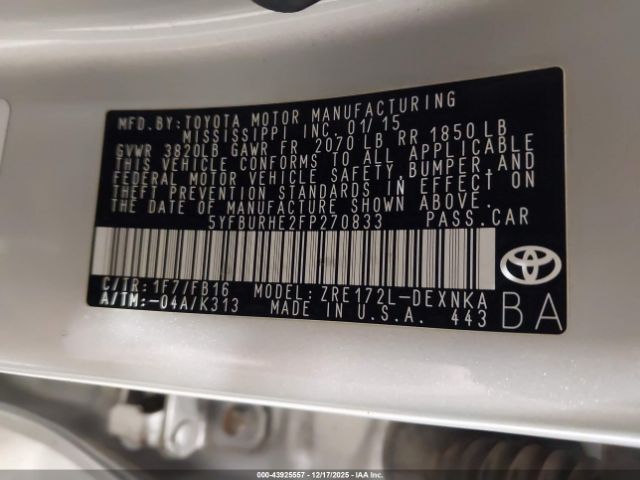 MFD.BY:TOYOTA MOTOR MANUFACTURING
MISSISSIPPI INC. 01/15
GVWR 3820LB GAWR FR 2070 LB RR 1850 LB
THIS VEHICLE CONFORMS TO ALL APPLICABLE
FEDERAL MOTOR VEHICLE SAFETY,BUMPER,AND
THEFT PREVENTION STANDARDS IN EFFECT ON
THE DATE OF MANUFACTURE SHOWN ABOVE.
5YFBURHE2FP270833 PASS.CAR
C/TR:1F7/FB16 MODEL:ZRE172L-DEXNKA
A/TM:-04A/K313 MADE IN U.S.A. 443
BA
000-43925557 - 12/17/2025 - IAAI.com